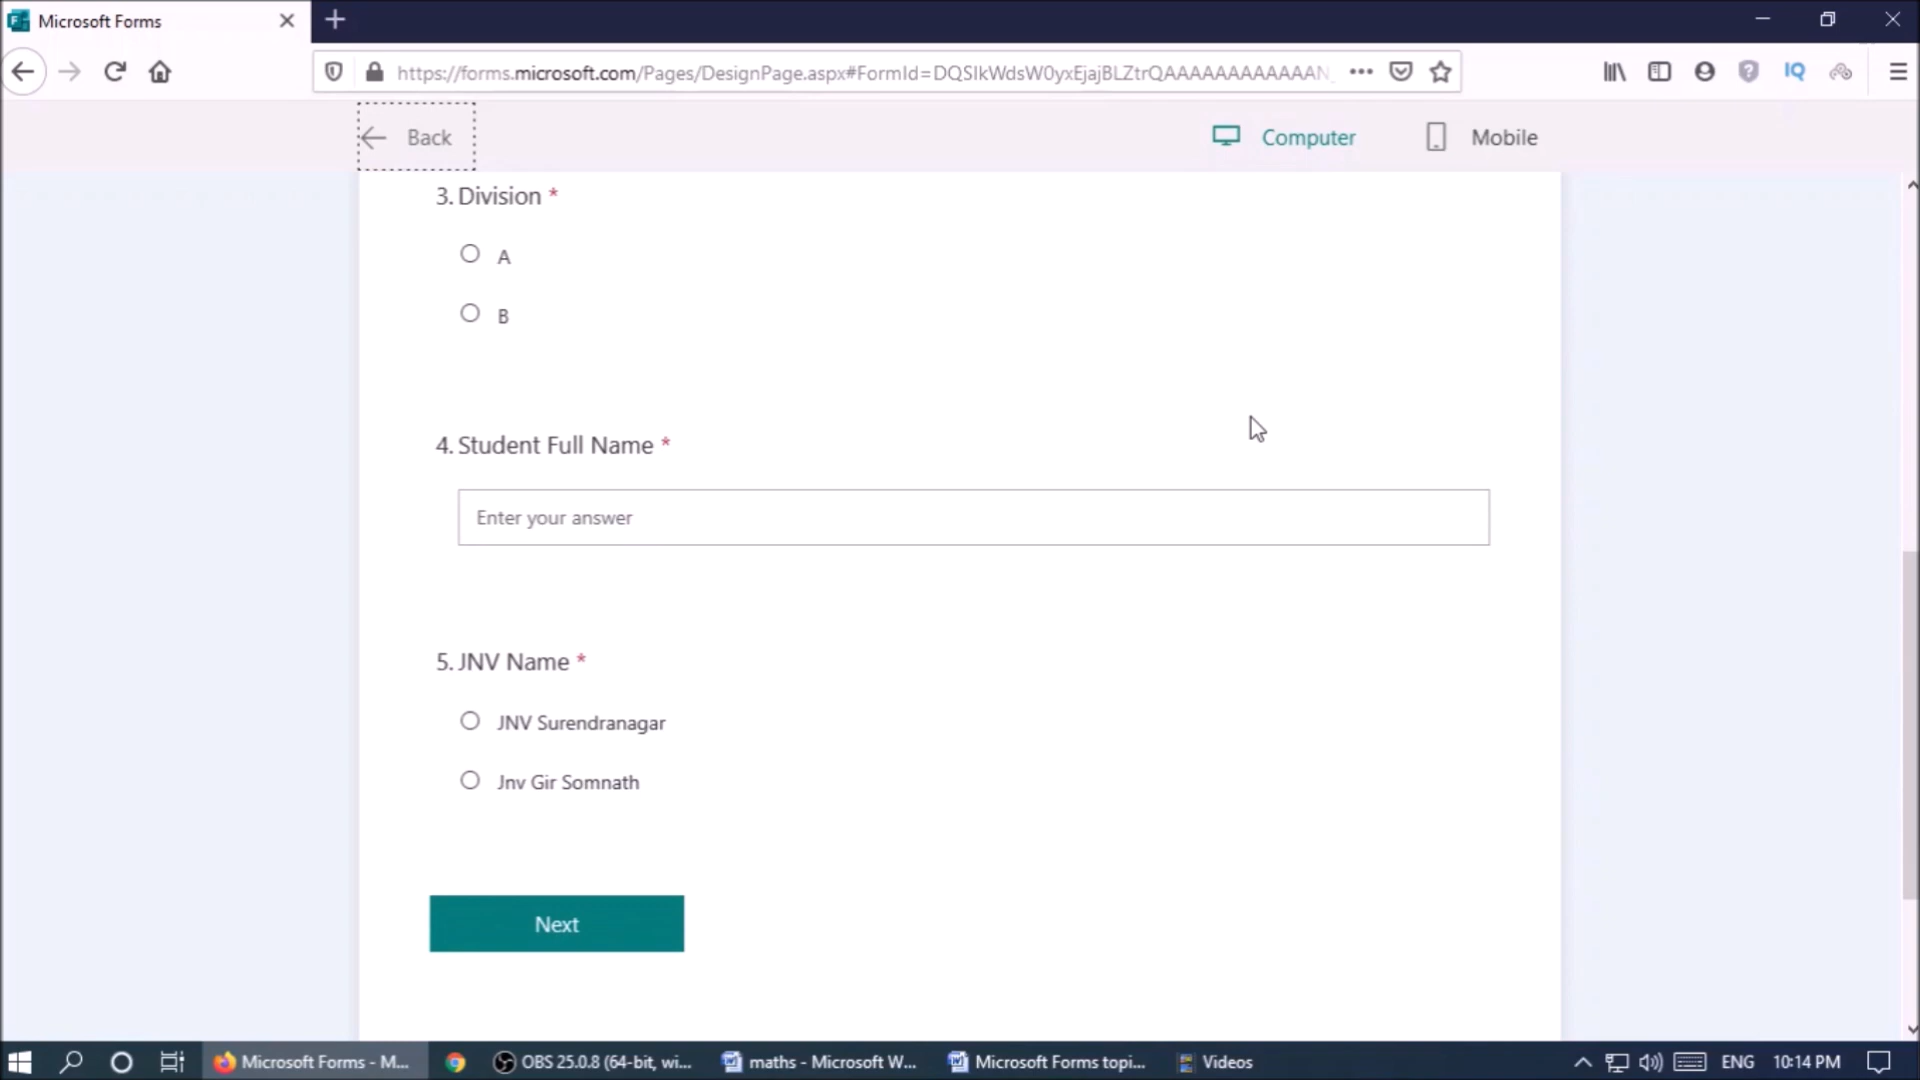 Microsoft Forms
https://forms.microsoft.com/Pages/DesignPage.aspx#FormId=DQSIkWdsW0yxEjajBLZtrQAAAAAAAAAAAAN_
IQ
Back
Computer
Mobile
3. Division *
A
B
4. Student Full Name *
Enter your answer
5. JNV Name *
JNV Surendranagar
Jnv Gir Somnath
Next
Microsoft Forms - M...
OBS 25.0.8 (64-bit, wi...
maths - Microsoft W...
Microsoft Forms topi...
Videos
ENG
10:14 PM